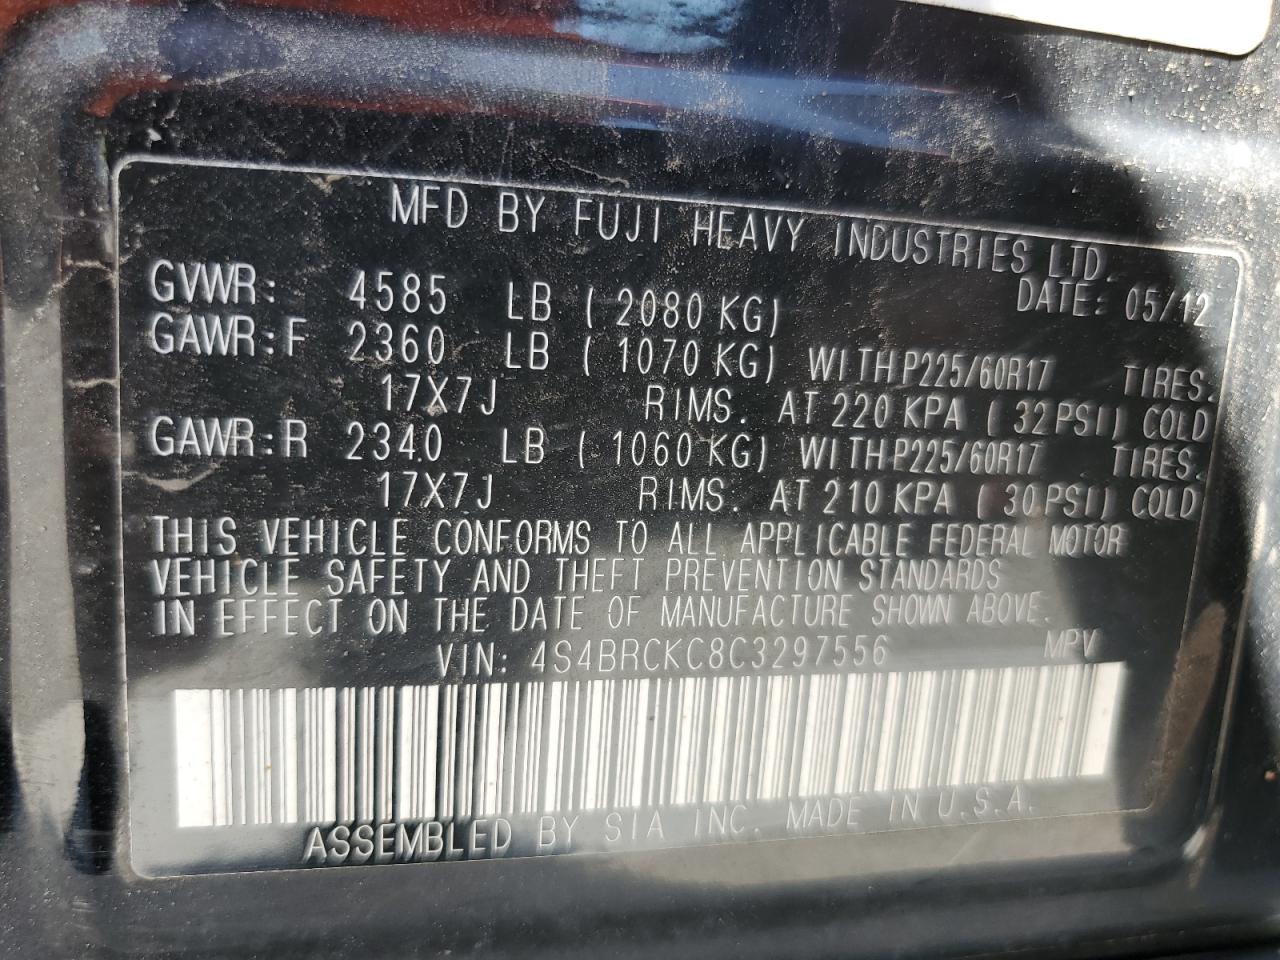 MFD BY FUJI HEAVY INDUSTRIES LTD.
DATE: 05/12
GVWR: 4585 LB ( 2080 KG)
GAWR:F 2360 LB ( 1070 KG) WITH P225/60R17 TIRES.
17X7J RIMS. AT 220 KPA ( 32PSI) COLD
GAWR:R 2340 LB ( 1060 KG) WITH P225/60R17 TIRES.
17X7J RIMS. AT 210 KPA ( 30PSI) COLD
THIS VEHICLE CONFORMS TO ALL APPLICABLE FEDERAL MOTOR
VEHICLE SAFETY AND THEFT PREVENTION STANDARDS
IN EFFECT ON THE DATE OF MANUFACTURE SHOWN ABOVE.
VIN: 4S4BRCKC8C3297556 MPV
ASSEMBLED BY SIA INC. MADE IN U.S.A.